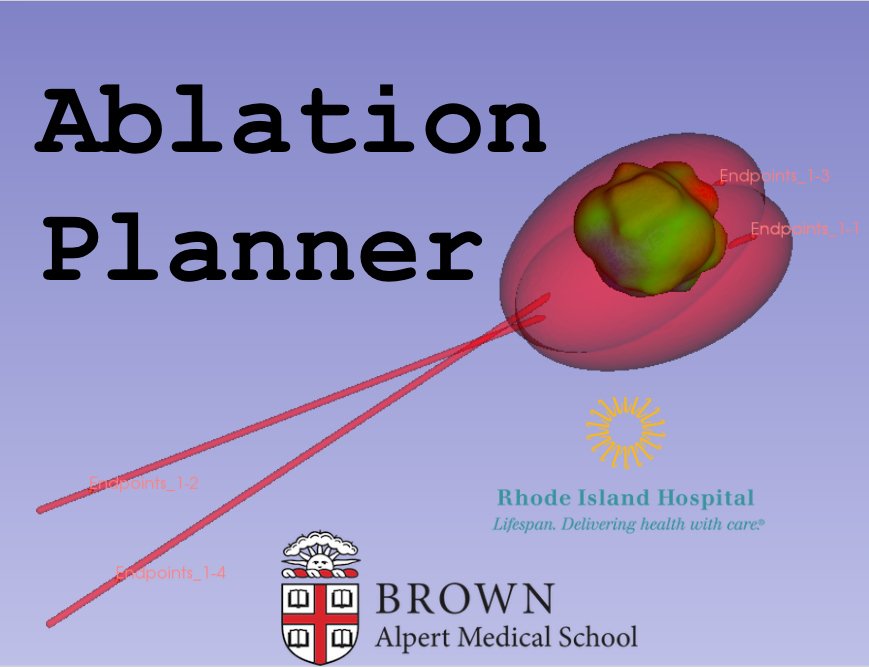 Ablation
Planner
Endpoints_1-3
Endpoints_1-1
Endpoints_1-2
Endpoints_1-4
Rhode Island Hospital
Lifespan. Delivering health with care.®
BROWN
Alpert Medical School